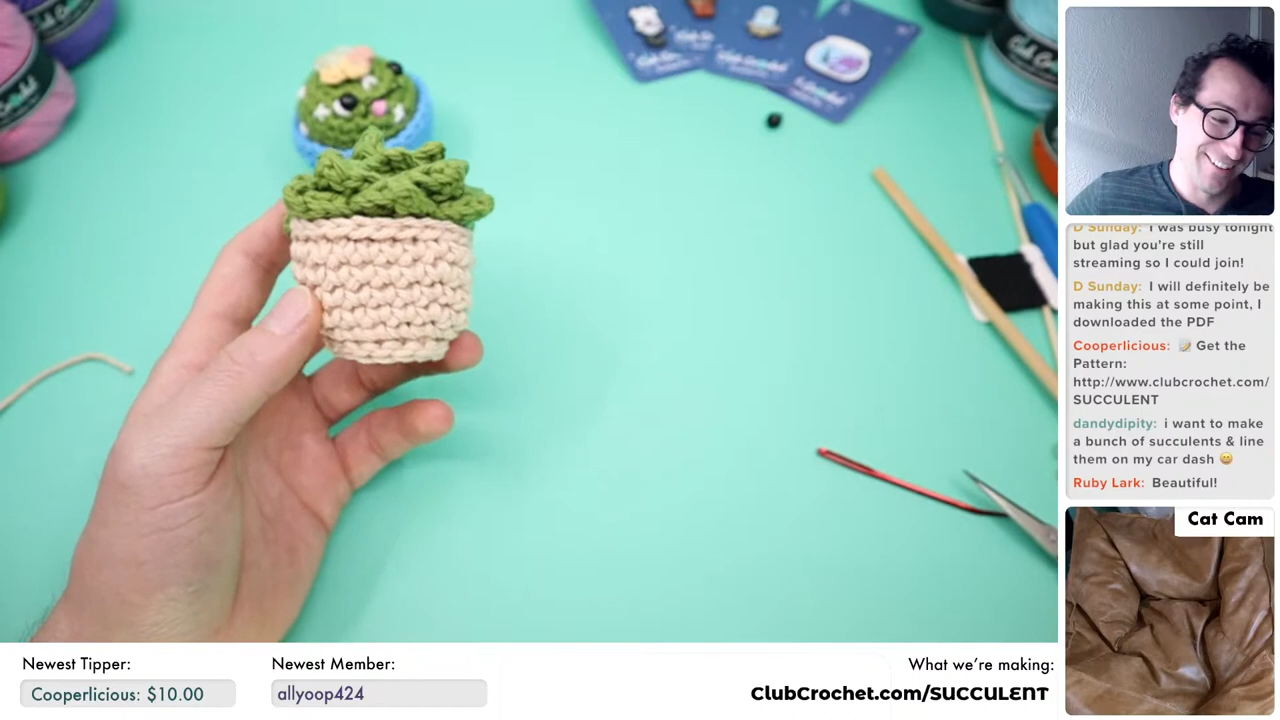 D Sunday: I was busy tonight
but glad you're still
streaming so I could join!
D Sunday: I will definitely be
making this at some point, I
downloaded the PDF
Cooperlicious: 📝 Get the
Pattern:
http://www.clubcrochet.com/
SUCCULENT
dandydipity: i want to make
a bunch of succulents & line
them on my car dash 😄
Ruby Lark: Beautiful!
Cat Cam
Newest Tipper:
Cooperlicious: $10.00
Newest Member:
allyoop424
What we're making:
ClubCrochet.com/SUCCULENT